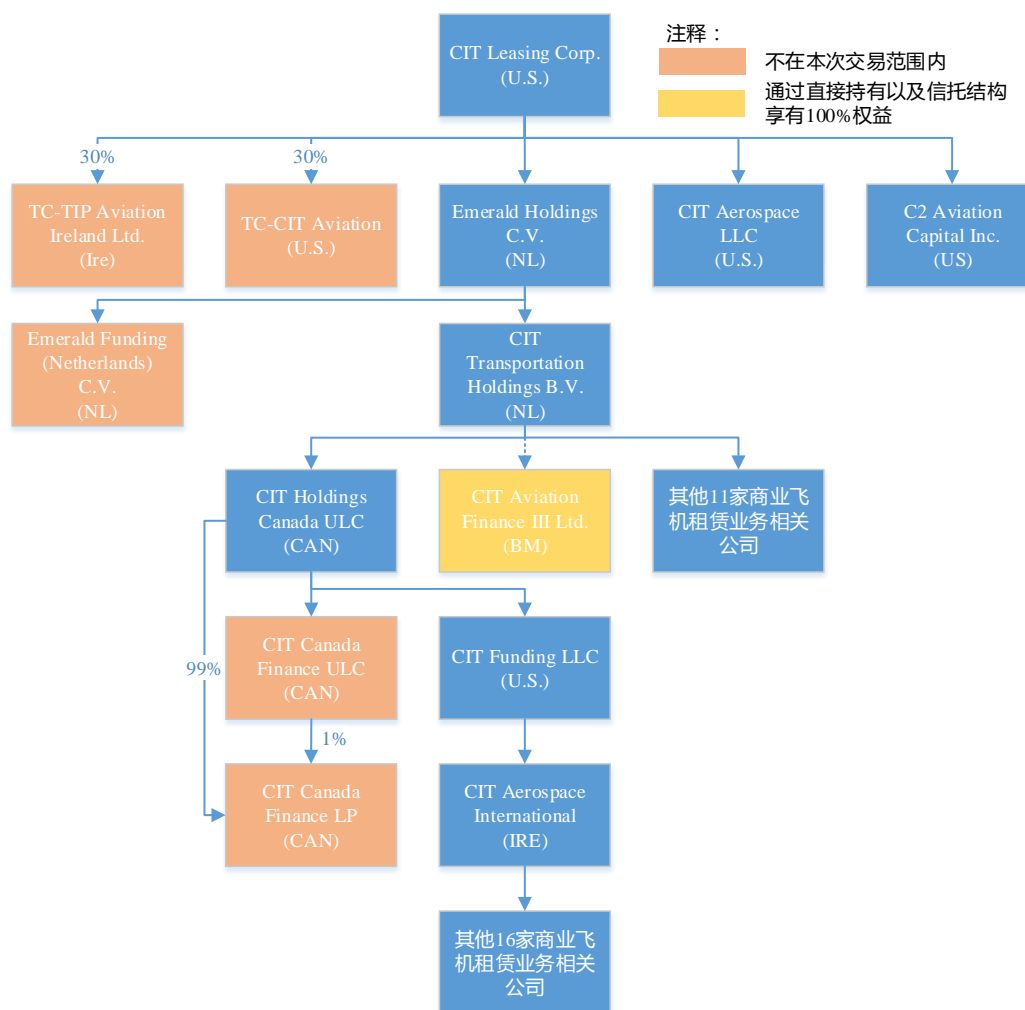 CIT Leasing Corp.
(U.S.)
注释：
不在本次交易范围内
通过直接持有以及信托结构
享有100%权益
30%
30%
TC-TIP Aviation
Ireland Ltd.
(Ire)
TC-CIT Aviation
(U.S.)
Emerald Holdings
C.V.
(NL)
CIT Aerospace
LLC
(U.S.)
C2 Aviation
Capital Inc.
(US)
Emerald Funding
(Netherlands)
C.V.
(NL)
CIT
Transportation
Holdings B.V.
(NL)
CIT Holdings
Canada ULC
(CAN)
CIT Aviation
Finance III Ltd.
(BM)
其他11家商业飞
机租赁业务相关
公司
99%
CIT Canada
Finance ULC
(CAN)
CIT Funding LLC
(U.S.)
1%
CIT Canada
Finance LP
(CAN)
CIT Aerospace
International
(IRE)
其他16家商业飞
机租赁业务相关
公司